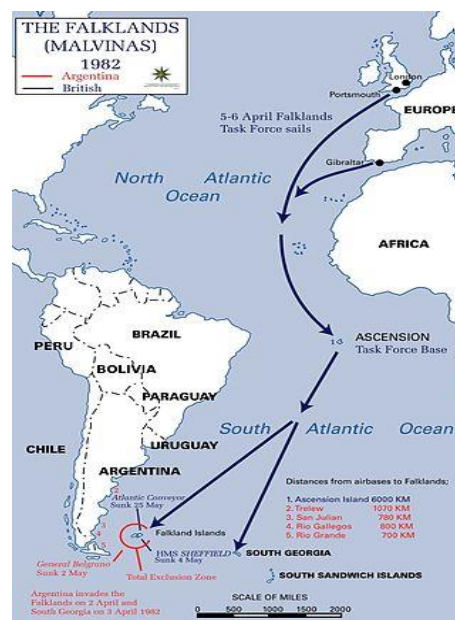 THE FALKLANDS
(MALVINAS)
1982
Argentina
British
London
Portsmouth
EUROPE
5-6 April Falklands
Task Force sails
Gibraltar
North Atlantic
Ocean
AFRICA
BRAZIL
PERU
ASCENSION
Task Force Base
1
BOLIVIA
PARAGUAY
South Atlantic Ocean
URUGUAY
CHILE
ARGENTINA
2
Atlantic Conveyor
Sunk 25 May
3
4
5
Falkland Islands
HMS SHEFFIELD
Sunk 4 May
General Belgrano
Sunk 2 May
Total Exclusion Zone
SOUTH GEORGIA
SOUTH SANDWICH ISLANDS
Distances from airbases to Falklands;
1. Ascension Island 6000 KM
2. Trelew 1070 KM
3. San Julian 780 KM
4. Rio Gallegos 800 KM
5. Rio Grande 700 KM
Argentina invades the
Falklands on 2 April and
South Georgia on 3 April 1982
SCALE OF MILES
0 500 1000 1500 2000